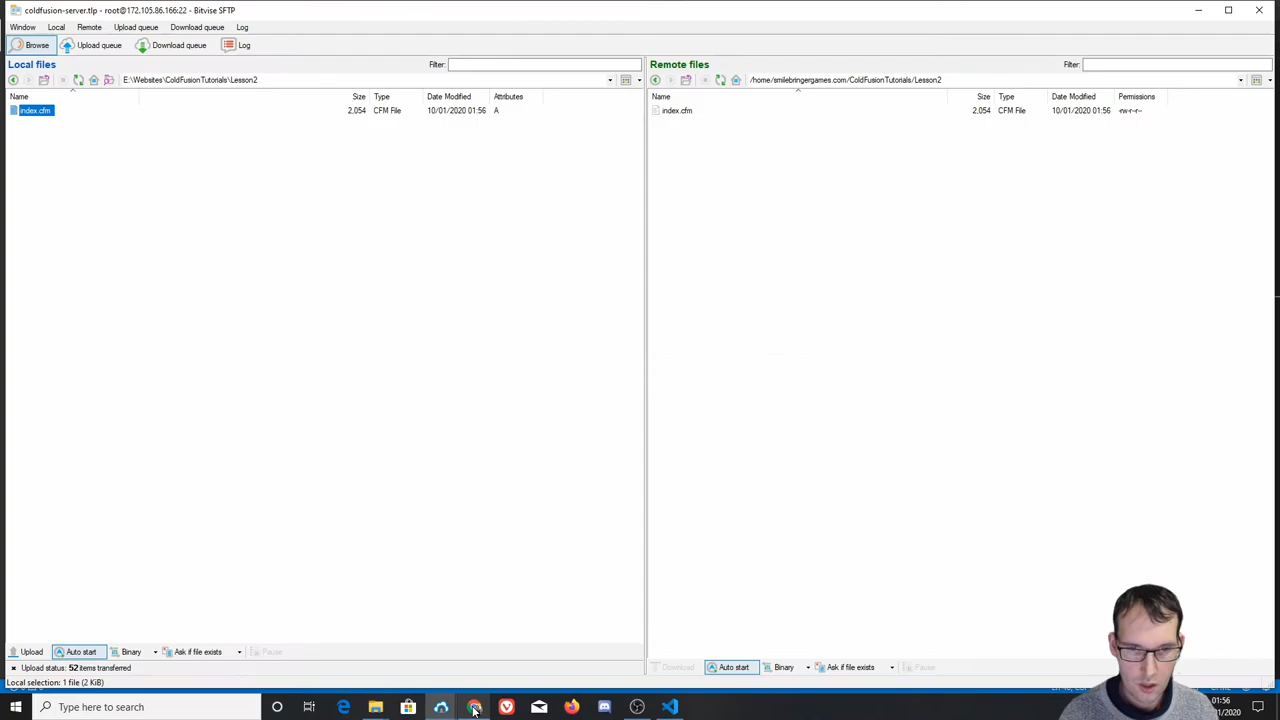 coldfusion-server.tlp - root@172.105.86.166:22 - Bitvise SFTP
Window Local Remote Upload queue Download queue Log
Browse Upload queue Download queue Log
Local files Filter:
E:\Websites\ColdFusionTutorials\Lesson2
Name Size Type Date Modified Attributes
index.cfm 2,054 CFM File 10/01/2020 01:56 A
Remote files Filter:
/home/smilebringergames.com/ColdFusionTutorials/Lesson2
Name Size Type Date Modified Permissions
index.cfm 2,054 CFM File 10/01/2020 01:56 -rw-r--r--
Upload Auto start Binary Ask if file exists Pause
Upload status: 52 items transferred
Download Auto start Binary Ask if file exists Pause
Local selection: 1 file (2 KiB)
Type here to search
01:56
/01/2020